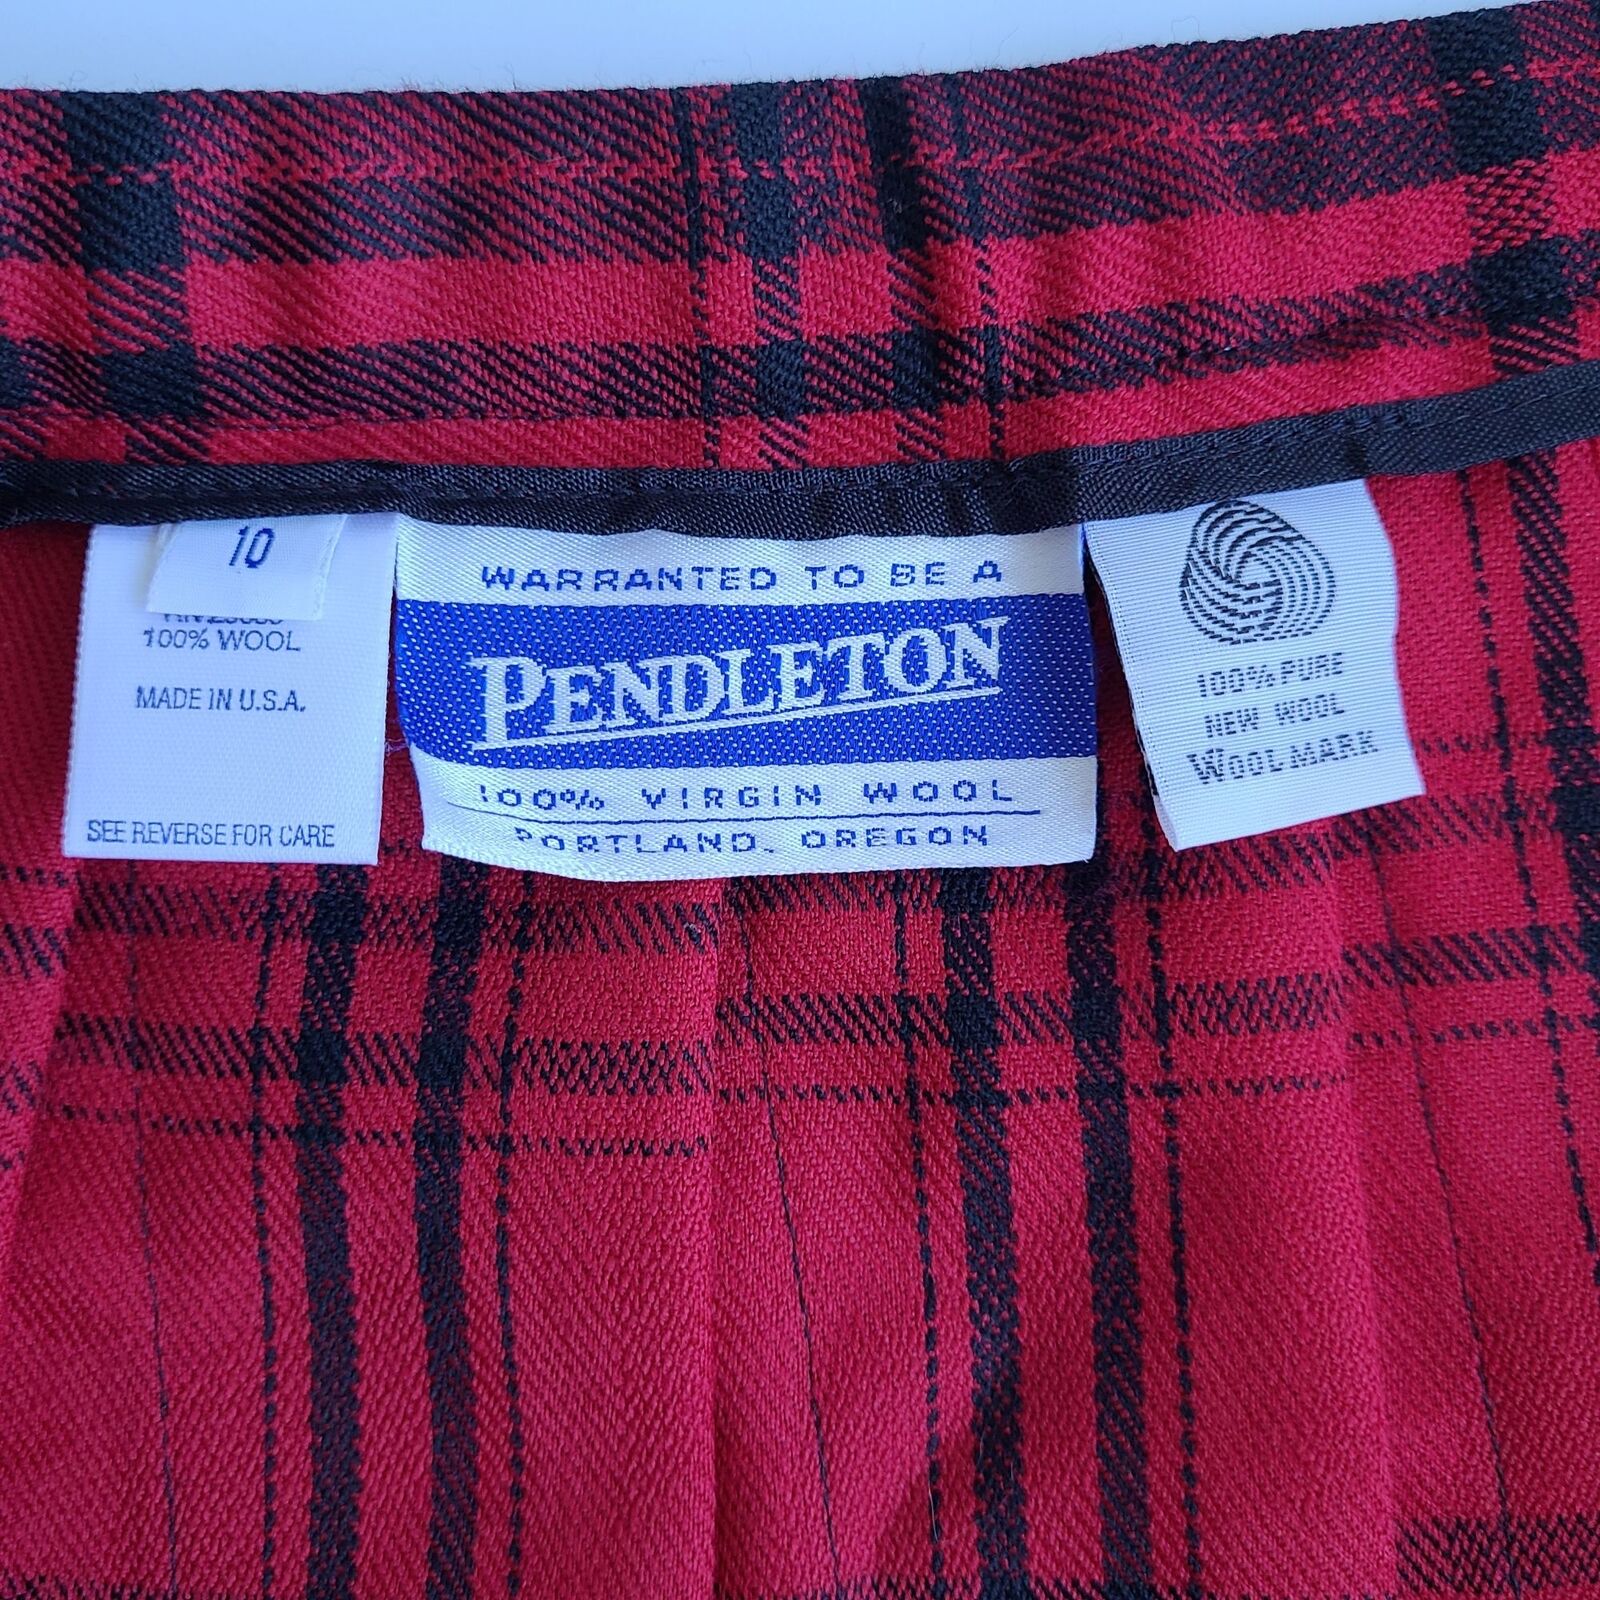 10
100% WOOL
MADE IN U.S.A.
SEE REVERSE FOR CARE
WARRANTED TO BE A
PENDLETON
100% VIRGIN WOOL
PORTLAND, OREGON
100% PURE
NEW WOOL
WOOLMARK